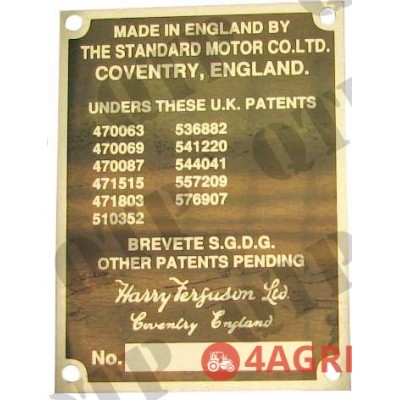 MADE IN ENGLAND BY
THE STANDARD MOTOR CO.LTD.
COVENTRY, ENGLAND.
UNDERS THESE U.K. PATENTS
470063 536882
470069 541220
470087 544041
471515 557209
471803 576907
510352
BREVETE S.G.D.G.
OTHER PATENTS PENDING
Harry Ferguson Ltd.
Coventry England
No.
4AGRI
QTP